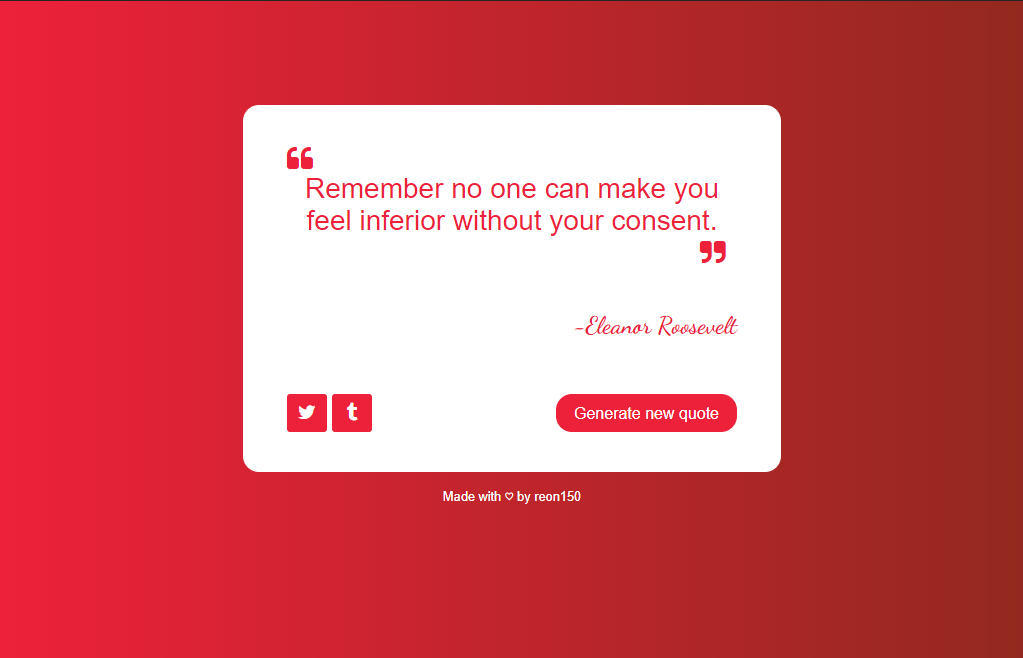 ❝
Remember no one can make you
feel inferior without your consent.
❞
-Eleanor Roosevelt
t
Generate new quote
Made with ♡ by reon150